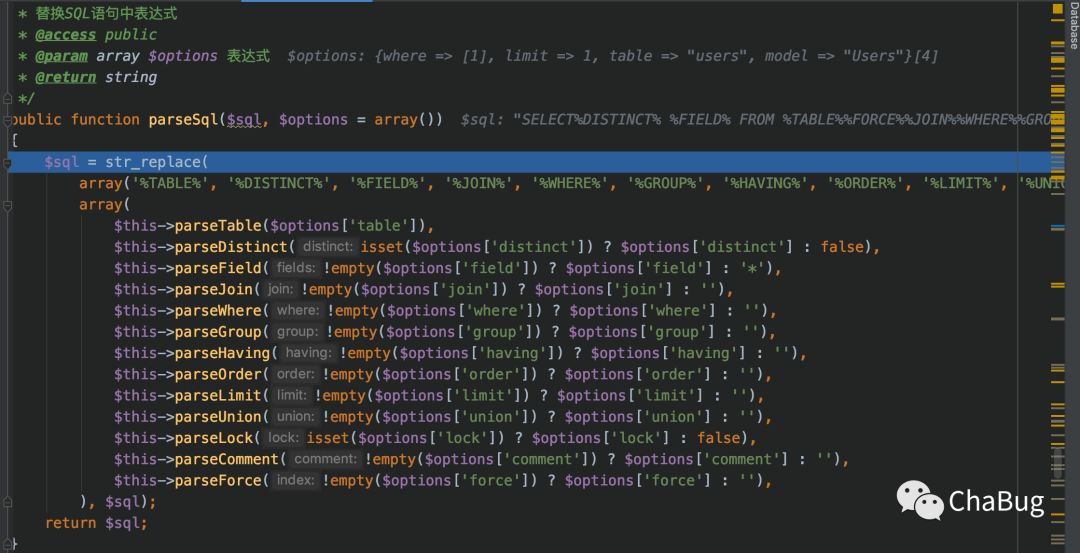 * 替换SQL语句中表达式
* @access public
* @param array $options 表达式 $options: {where => [1], limit => 1, table => "users", model => "Users"}[4]
* @return string
*/
public function parseSql($sql, $options = array()) $sql: "SELECT%DISTINCT% %FIELD% FROM %TABLE%%FORCE%%JOIN%%WHERE%%GRO
{
$sql = str_replace(
array('%TABLE%', '%DISTINCT%', '%FIELD%', '%JOIN%', '%WHERE%', '%GROUP%', '%HAVING%', '%ORDER%', '%LIMIT%', '%UNI
array(
$this->parseTable($options['table']),
$this->parseDistinct( distinct: isset($options['distinct']) ? $options['distinct'] : false),
$this->parseField( fields: !empty($options['field']) ? $options['field'] : '*'),
$this->parseJoin( join: !empty($options['join']) ? $options['join'] : ''),
$this->parseWhere( where: !empty($options['where']) ? $options['where'] : ''),
$this->parseGroup( group: !empty($options['group']) ? $options['group'] : ''),
$this->parseHaving( having: !empty($options['having']) ? $options['having'] : ''),
$this->parseOrder( order: !empty($options['order']) ? $options['order'] : ''),
$this->parseLimit( limit: !empty($options['limit']) ? $options['limit'] : ''),
$this->parseUnion( union: !empty($options['union']) ? $options['union'] : ''),
$this->parseLock( lock: isset($options['lock']) ? $options['lock'] : false),
$this->parseComment( comment: !empty($options['comment']) ? $options['comment'] : ''),
$this->parseForce( index: !empty($options['force']) ? $options['force'] : ''),
), $sql);
return $sql;
}
Database
ChaBug